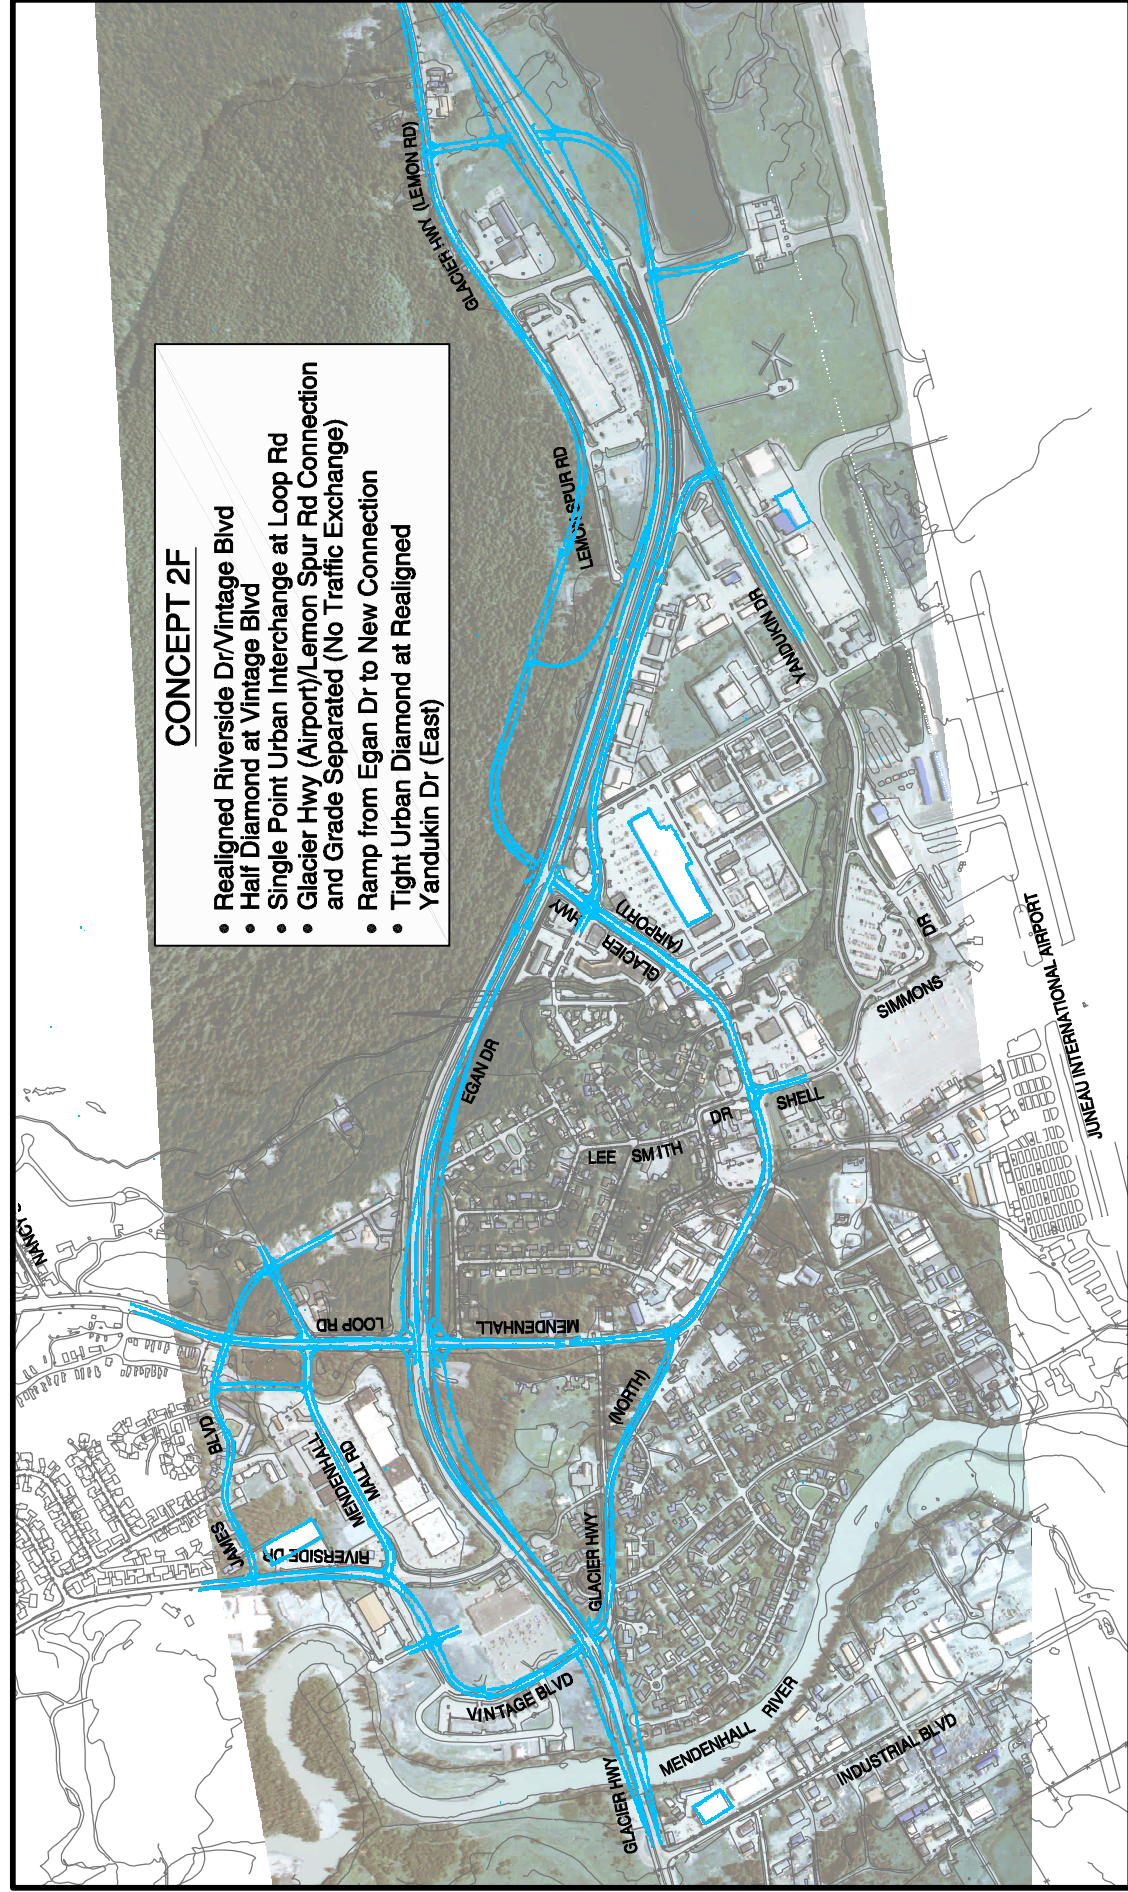 CONCEPT 2F
• Realigned Riverside Dr/Vintage Blvd
• Half Diamond at Vintage Blvd
• Single Point Urban Interchange at Loop Rd
• Glacier Hwy (Airport)/Lemon Spur Rd Connection
and Grade Separated (No Traffic Exchange)
• Ramp from Egan Dr to New Connection
• Tight Urban Diamond at Realigned
Yandukin Dr (East)
GLACIER HWY (LEMON RD)
LEMON SPUR RD
YANDUKIN DR
GLACIER HWY
(AIRPORT)
EGAN DR
SIMMONS DR
JUNEAU INTERNATIONAL AIRPORT
SHELL
LEE SMITH DR
NANCY
LOOP RD
MENDENHALL
(NORTH)
GLACIER HWY
JAMES BLVD
MENDENHALL
MALL RD
RIVERSIDE DR
VINTAGE BLVD
GLACIER HWY
MENDENHALL RIVER
INDUSTRIAL BLVD